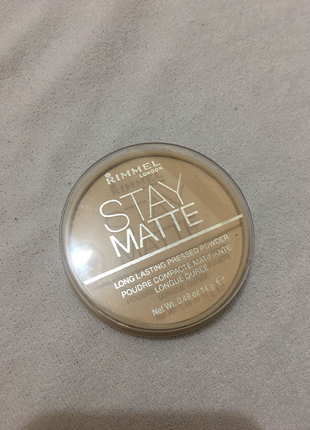 RIMMEL
LONDON
STAY
MATTE
LONG LASTING PRESSED POWDER
POUDRE COMPACTE MATIFIANTE
LONGUE DURÉE
Net Wt. 0.49 oz 14 g e